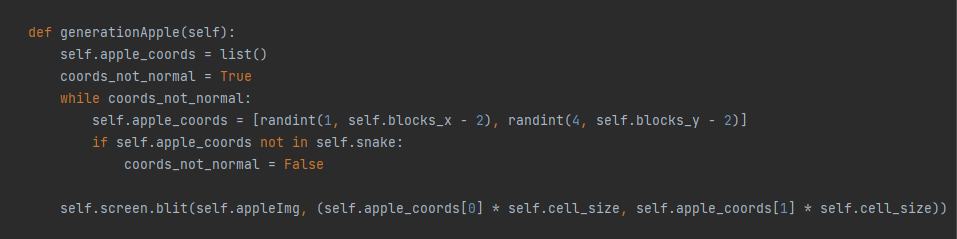 def generationApple(self):
    self.apple_coords = list()
    coords_not_normal = True
    while coords_not_normal:
        self.apple_coords = [randint(1, self.blocks_x - 2), randint(4, self.blocks_y - 2)]
        if self.apple_coords not in self.snake:
            coords_not_normal = False

    self.screen.blit(self.appleImg, (self.apple_coords[0] * self.cell_size, self.apple_coords[1] * self.cell_size))